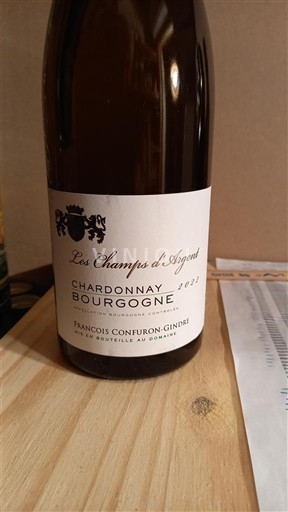 Les Champs d'Argent
CHARDONNAY 2022
BOURGOGNE
APPELLATION BOURGOGNE CONTRÔLÉE
FRANÇOIS CONFURON-GINDRE
MIS EN BOUTEILLE AU DOMAINE